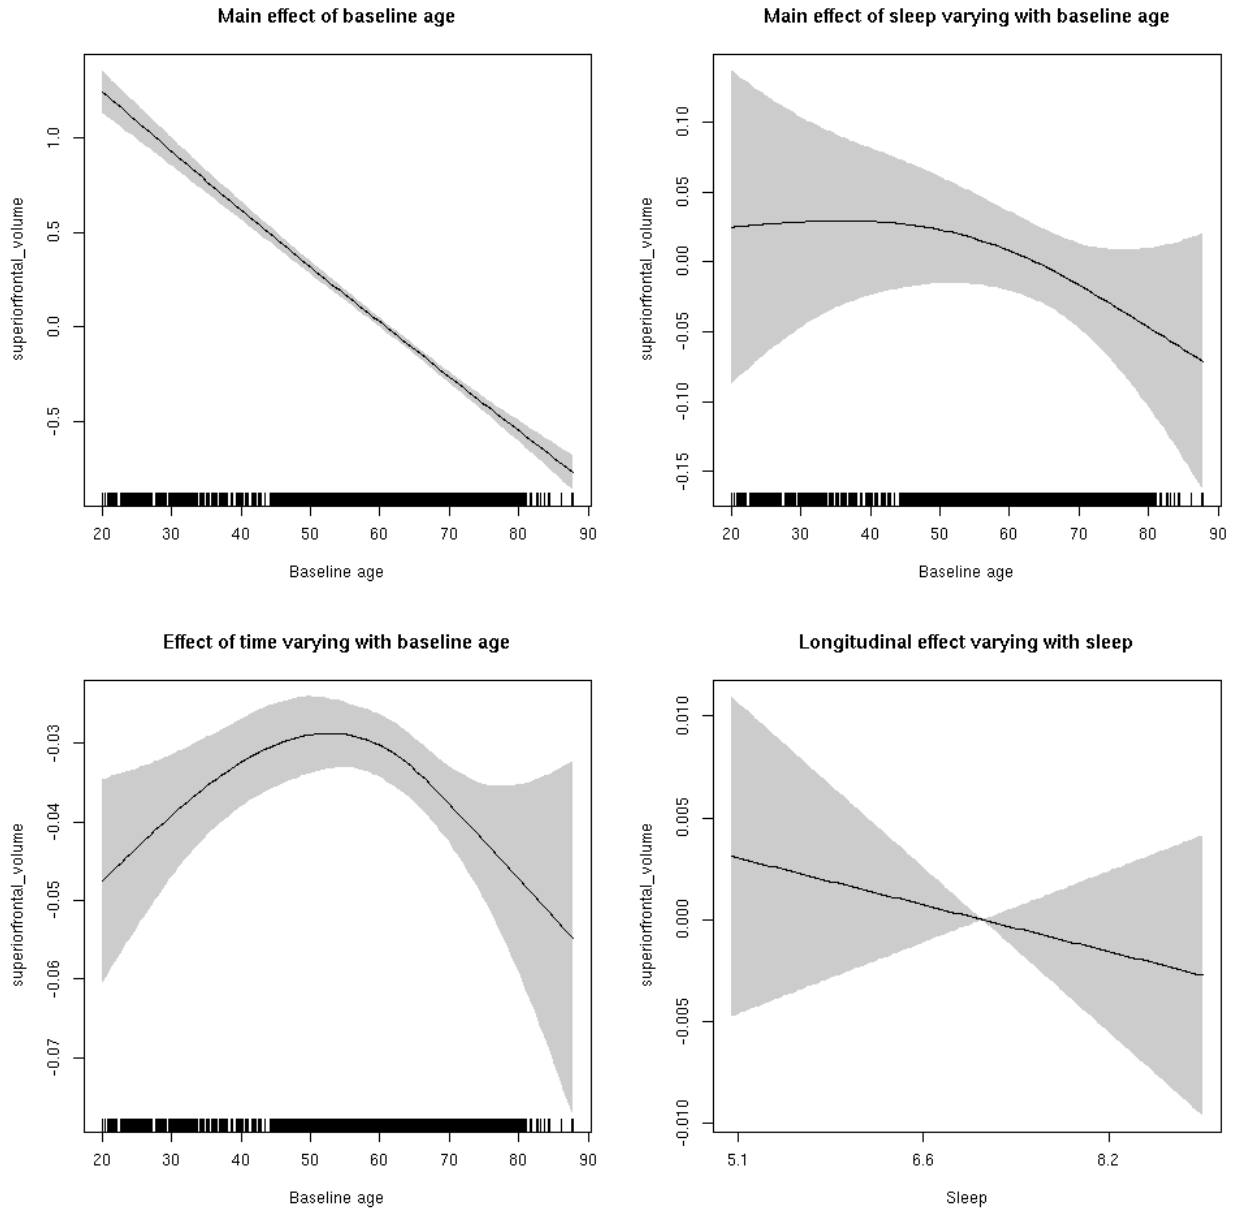 Main effect of baseline age
superiorfrontal_volume
1.0
0.5
0.0
-0.5
20 30 40 50 60 70 80 90
Baseline age
Main effect of sleep varying with baseline age
superiorfrontal_volume
0.10
0.05
0.00
-0.05
-0.10
-0.15
20 30 40 50 60 70 80 90
Baseline age
Effect of time varying with baseline age
superiorfrontal_volume
-0.03
-0.04
-0.05
-0.06
-0.07
20 30 40 50 60 70 80 90
Baseline age
Longitudinal effect varying with sleep
superiorfrontal_volume
0.010
0.005
0.000
-0.005
-0.010
5.1 6.6 8.2
Sleep